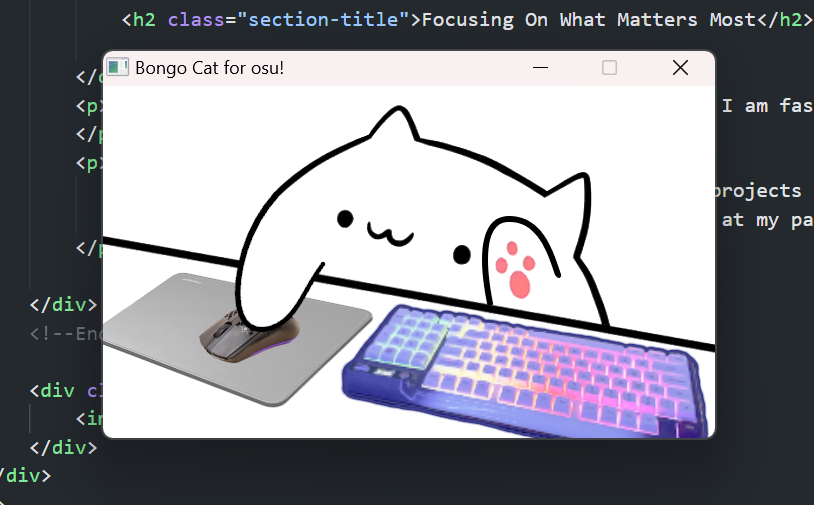 <h2 class="section-title">Focusing On What Matters Most</h2>
Bongo Cat for osu!
</
<p> I am fas
</p
<p>
projects
at my pa
</p
</div>
<!--En
<div cl
<i
</div>
/div>